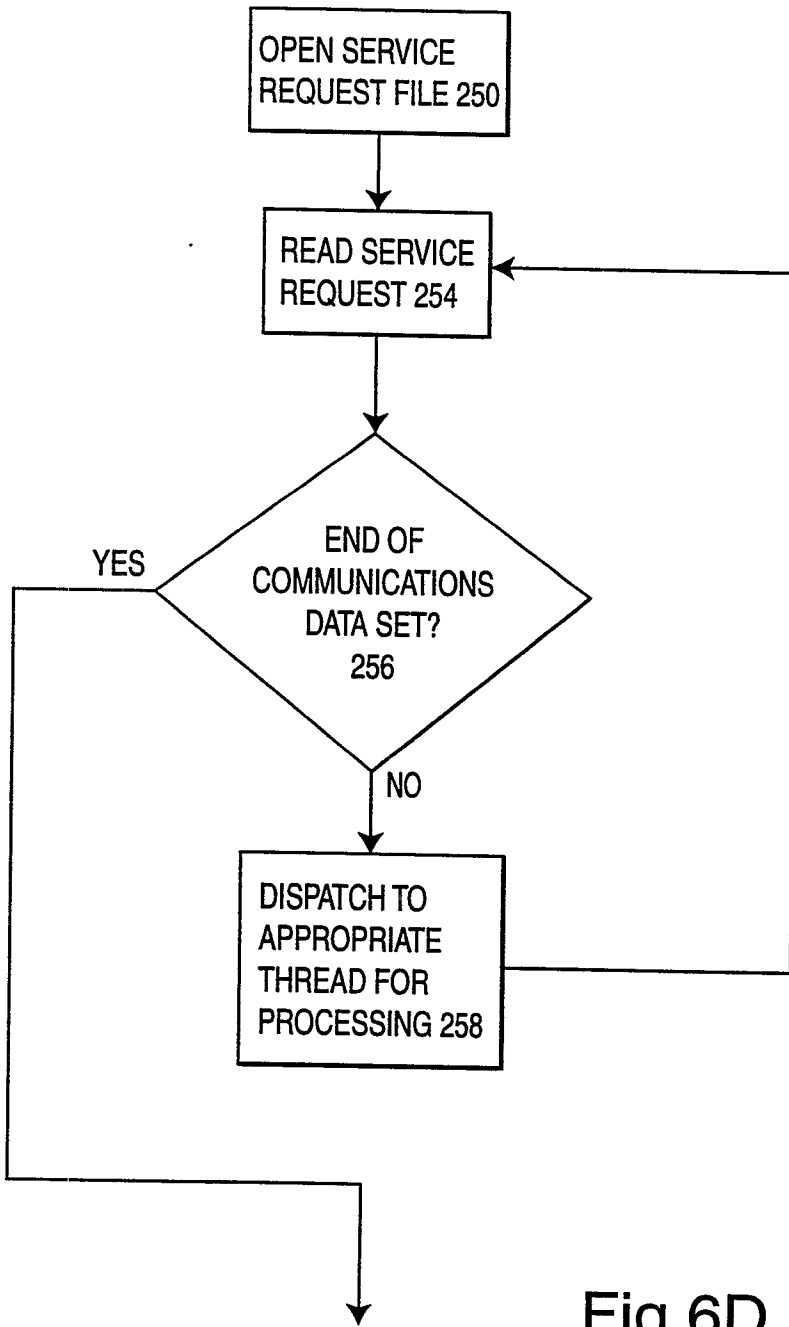 OPEN SERVICE
REQUEST FILE 250
READ SERVICE
REQUEST 254
YES
END OF
COMMUNICATIONS
DATA SET?
256
NO
DISPATCH TO
APPROPRIATE
THREAD FOR
PROCESSING 258
Fig 6D